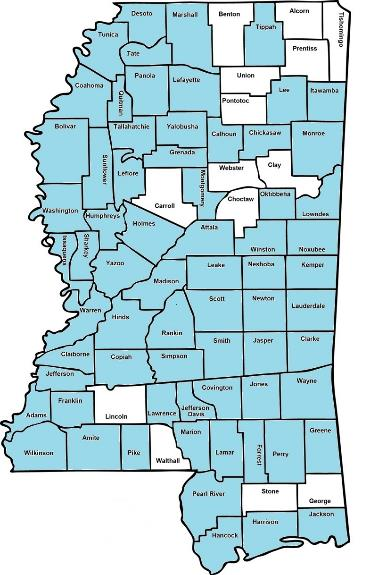 Desoto
Marshall
Benton
Tippah
Alcorn
Tishomingo
Tunica
Prentiss
Tate
Panola
Lafayette
Union
Coahoma
Quitman
Pontotoc
Lee
Itawamba
Bolivar
Tallahatchie
Yalobusha
Calhoun
Chickasaw
Monroe
Grenada
Sunflower
Leflore
Montgomery
Webster
Clay
Carroll
Choctaw
Oktibbeha
Lowndes
Washington
Humphreys
Holmes
Attala
Winston
Noxubee
Issaquena
Sharkey
Yazoo
Leake
Neshoba
Kemper
Madison
Warren
Hinds
Scott
Newton
Lauderdale
Rankin
Smith
Jasper
Clarke
Claiborne
Copiah
Simpson
Jefferson
Covington
Jones
Wayne
Adams
Franklin
Lincoln
Lawrence
Jefferson
Davis
Wilkinson
Amite
Pike
Walthall
Marion
Lamar
Forrest
Perry
Greene
Pearl River
Stone
George
Hancock
Harrison
Jackson